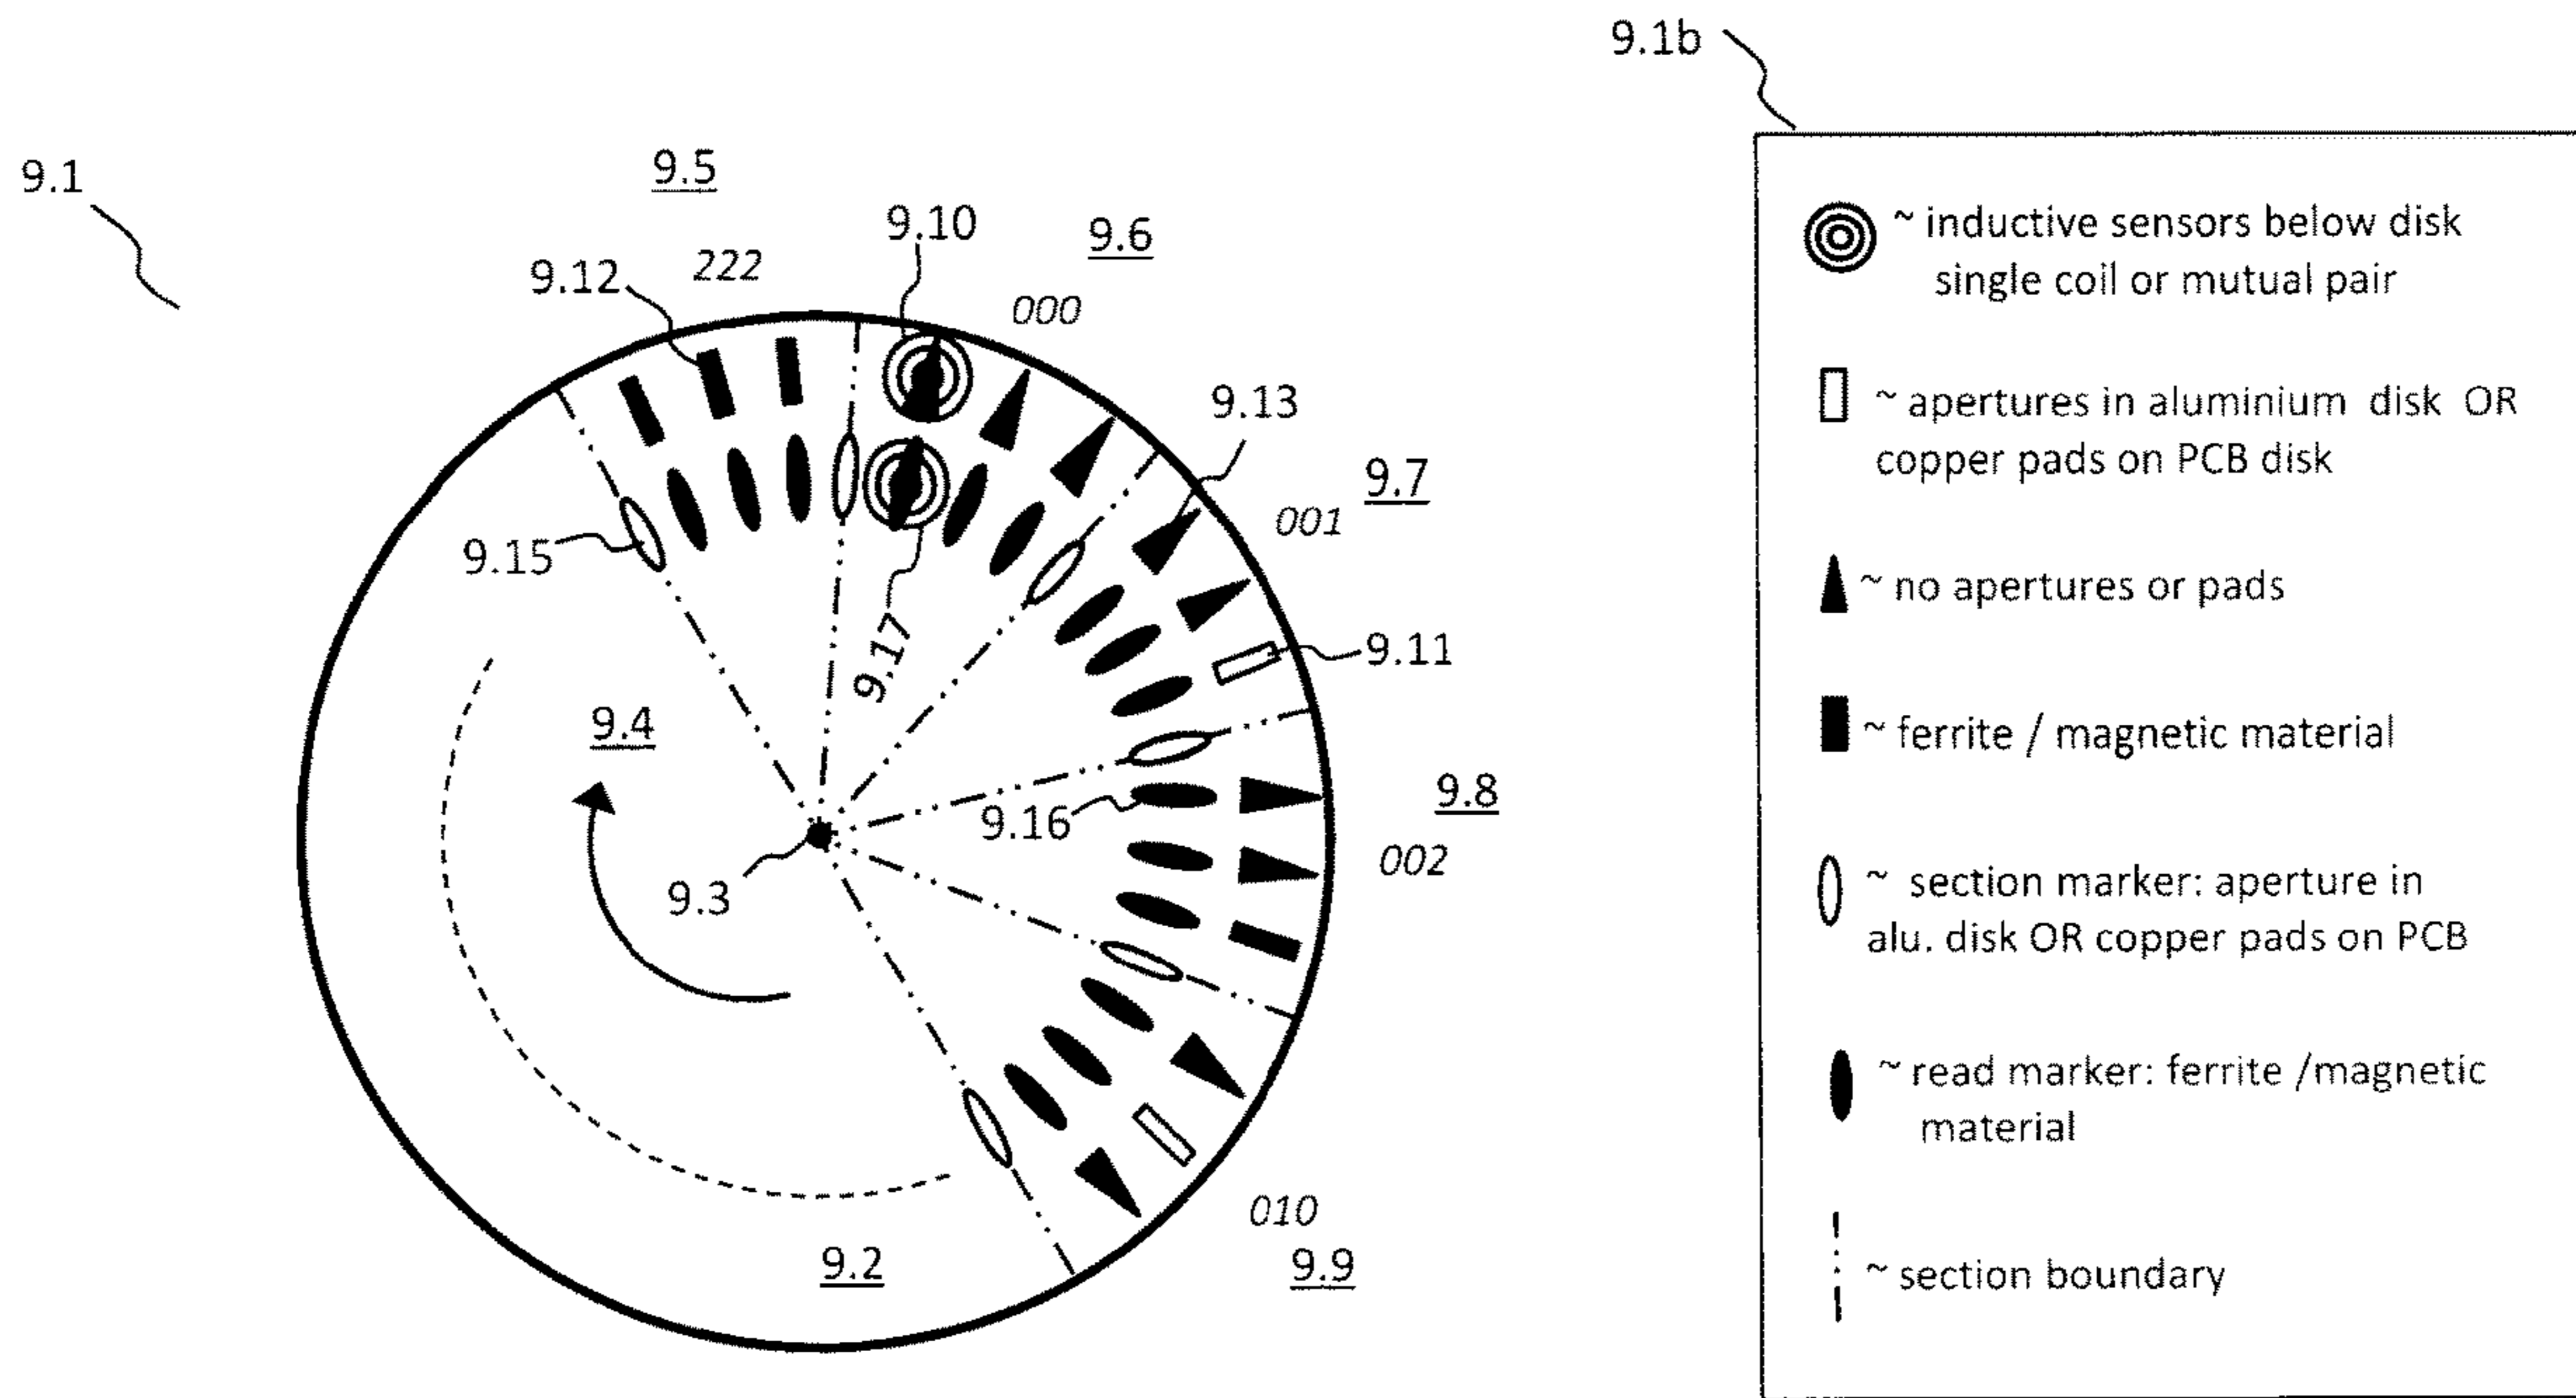 9.1b
9.1
9.5
9.10
9.6
222
9.12
000
9.13
9.7
001
9.15
9.17
9.11
9.4
9.8
9.16
002
9.3
010
9.2
9.9
~ inductive sensors below disk
single coil or mutual pair
~ apertures in aluminium disk OR
copper pads on PCB disk
~ no apertures or pads
~ ferrite / magnetic material
~ section marker: aperture in
alu. disk OR copper pads on PCB
~ read marker: ferrite /magnetic
material
~ section boundary